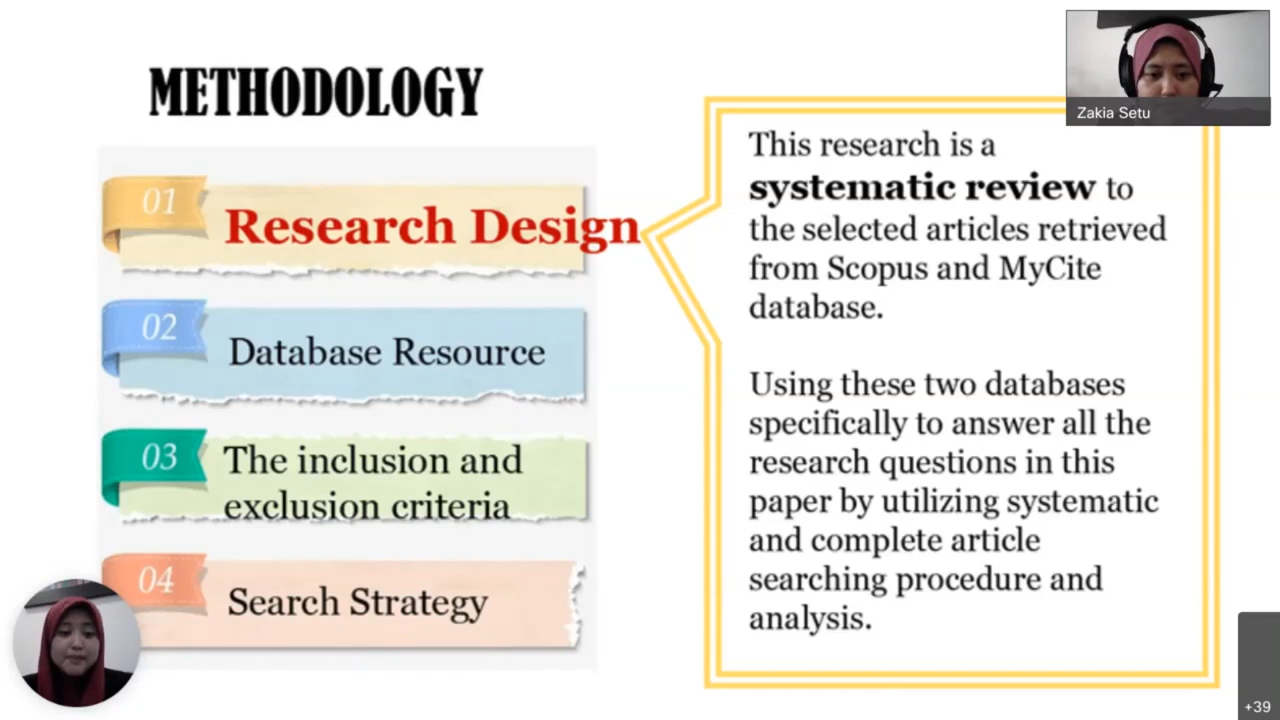 METHODOLOGY
01
Research Design
02
Database Resource
03
The inclusion and
exclusion criteria
04
Search Strategy
This research is a
systematic review to
the selected articles retrieved
from Scopus and MyCite
database.
Using these two databases
specifically to answer all the
research questions in this
paper by utilizing systematic
and complete article
searching procedure and
analysis.
Zakia Setu
+39